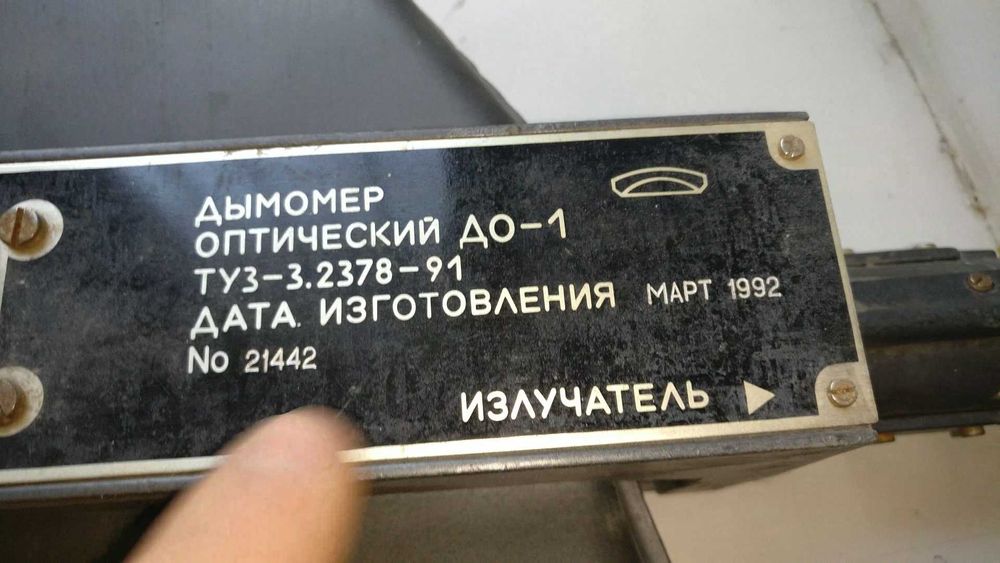 ДЫМОМЕР
ОПТИЧЕСКИЙ ДО-1
ТУ3-3.2378-91
ДАТА ИЗГОТОВЛЕНИЯ МАРТ 1992
No 21442
ИЗЛУЧАТЕЛЬ